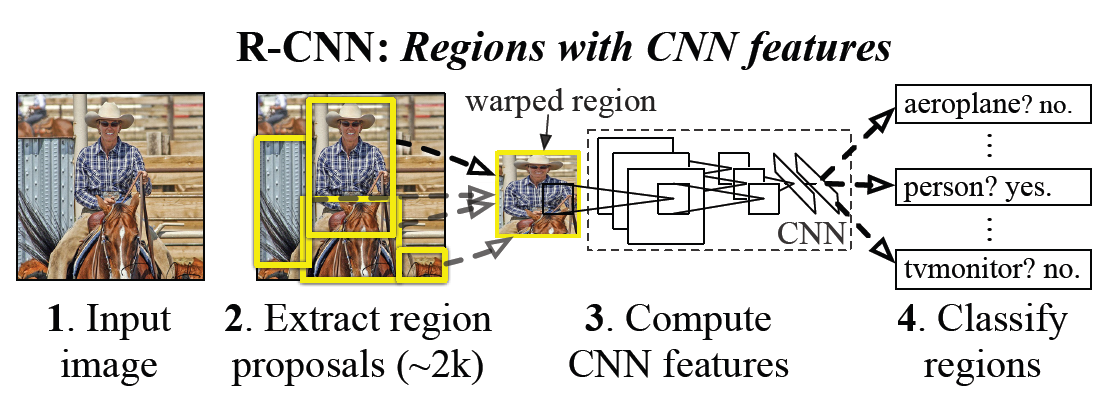 R-CNN: Regions with CNN features
warped region
aeroplane? no.
person? yes.
tvmonitor? no.
CNN
1. Input
image
2. Extract region
proposals (~2k)
3. Compute
CNN features
4. Classify
regions